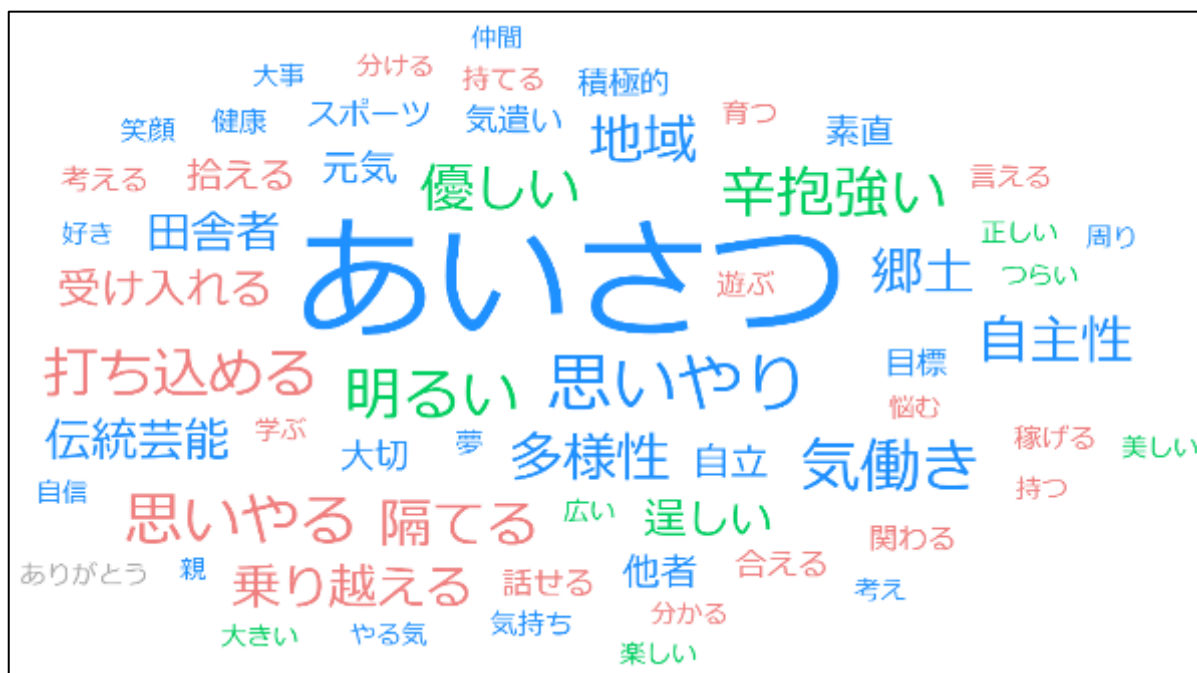 仲間
大事 分ける 持てる 積極的
笑顔 健康 スポーツ 気遣い 地域 育つ 素直
考える 拾える 元気 優しい 辛抱強い 言える
好き 田舎者 あいさつ 正しい 周り
受け入れる 遊ぶ 郷土 つらい
打ち込める 明るい 思いやり 目標 自主性
悩む
伝統芸能 学ぶ 大切 夢 多様性 自立 気働き 稼げる 美しい
自信 思いやる 隔てる 広い 逞しい 持つ
関わる
ありがとう 親 乗り越える 話せる 他者 合える 考え
大きい やる気 気持ち 分かる
楽しい